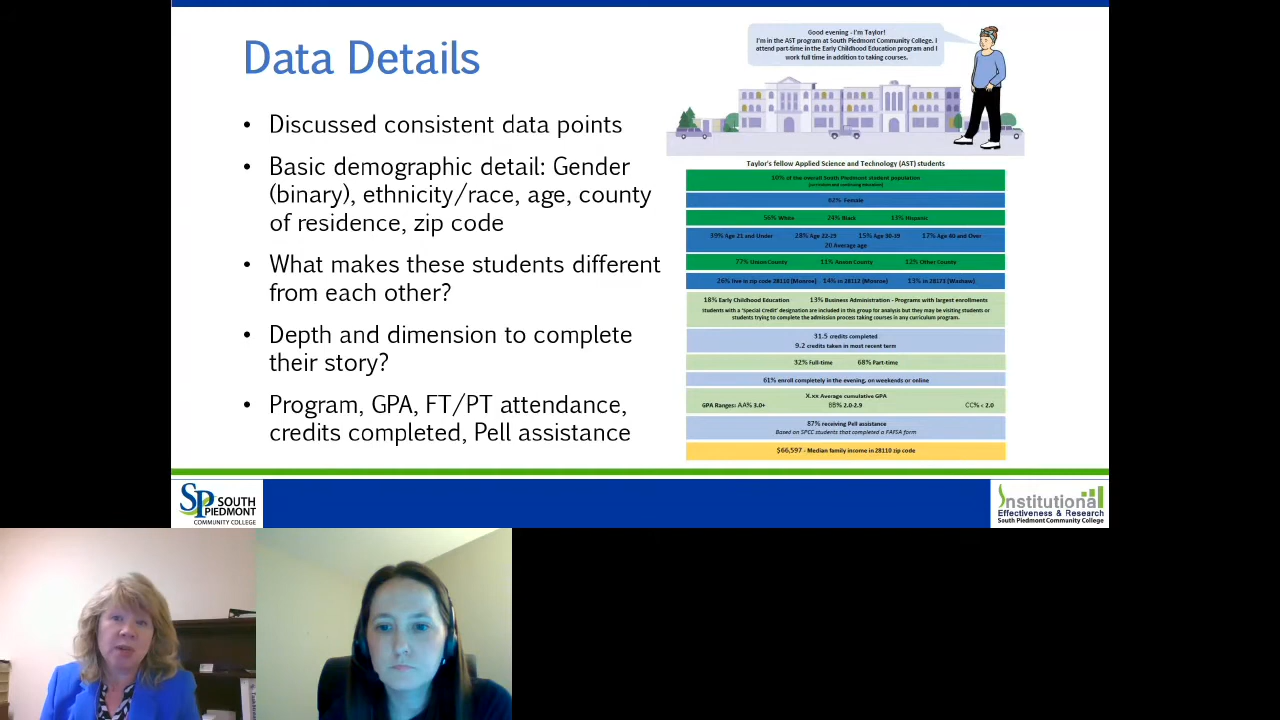 Data Details
• Discussed consistent data points
• Basic demographic detail: Gender
(binary), ethnicity/race, age, county
of residence, zip code
• What makes these students different
from each other?
• Depth and dimension to complete
their story?
• Program, GPA, FT/PT attendance,
credits completed, Pell assistance
Good evening - I'm Taylor!
I'm in the AST program at South Piedmont Community College. I
attend part-time in the Early Childhood Education program and I
work full time in addition to taking courses.
Taylor's fellow Applied Science and Technology (AST) students
10% of the overall South Piedmont student population
(curriculum and continuing education)
62% Female
56% White 24% Black 13% Hispanic
39% Age 21 and Under 28% Age 22-29 15% Age 30-39 17% Age 40 and Over
20 Average age
77% Union County 11% Anson County 12% Other County
26% live in zip code 28110 (Monroe) 14% in 28112 (Monroe) 13% in 28173 (Waxhaw)
18% Early Childhood Education 13% Business Administration - Programs with largest enrollments
Students with a 'Special Credit' designation are included in this group for analysis but they may be visiting students or
students trying to complete the admission process taking courses in any curriculum program.
31.5 credits completed
9.2 credits taken in most recent term
32% Full-time 68% Part-time
61% enroll completely in the evening, on weekends or online
X.xx Average cumulative GPA
GPA Ranges: AA% 3.0+ BB% 2.0-2.9 CC% < 2.0
87% receiving Pell assistance
Based on SPCC students that completed a FAFSA form
$66,597 - Median family income in 28110 zip code
SP SOUTH
PIEDMONT
COMMUNITY COLLEGE
Institutional
Effectiveness & Research
South Piedmont Community College